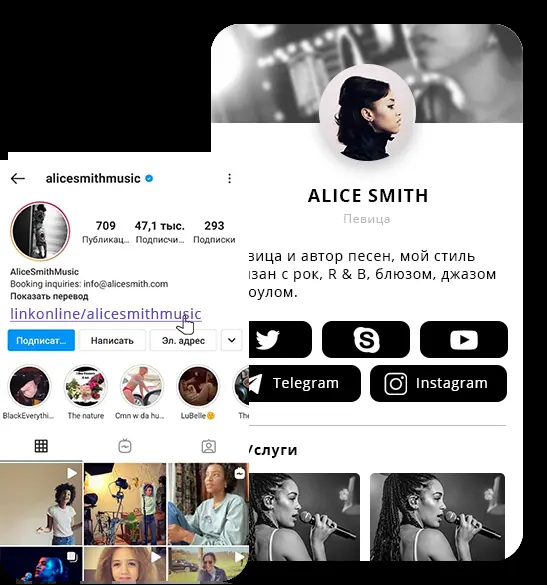 ALICE SMITH
Певица
вица и автор песен, мой стиль
зан с рок, R & B, блюзом, джазом
оулом.
Telegram
Instagram
слуги
alicesmithmusic
709
47,1 тыс.
293
Публикац...
Подписчи...
Подписки
AliceSmithMusic
Booking inquiries: info@alicesmith.com
Показать перевод
linkonline/alicesmithmusic
Подписат...
Написать
Эл. адрес
BlackEverythi...
The nature
Cmn w da hu...
LuBelle
The